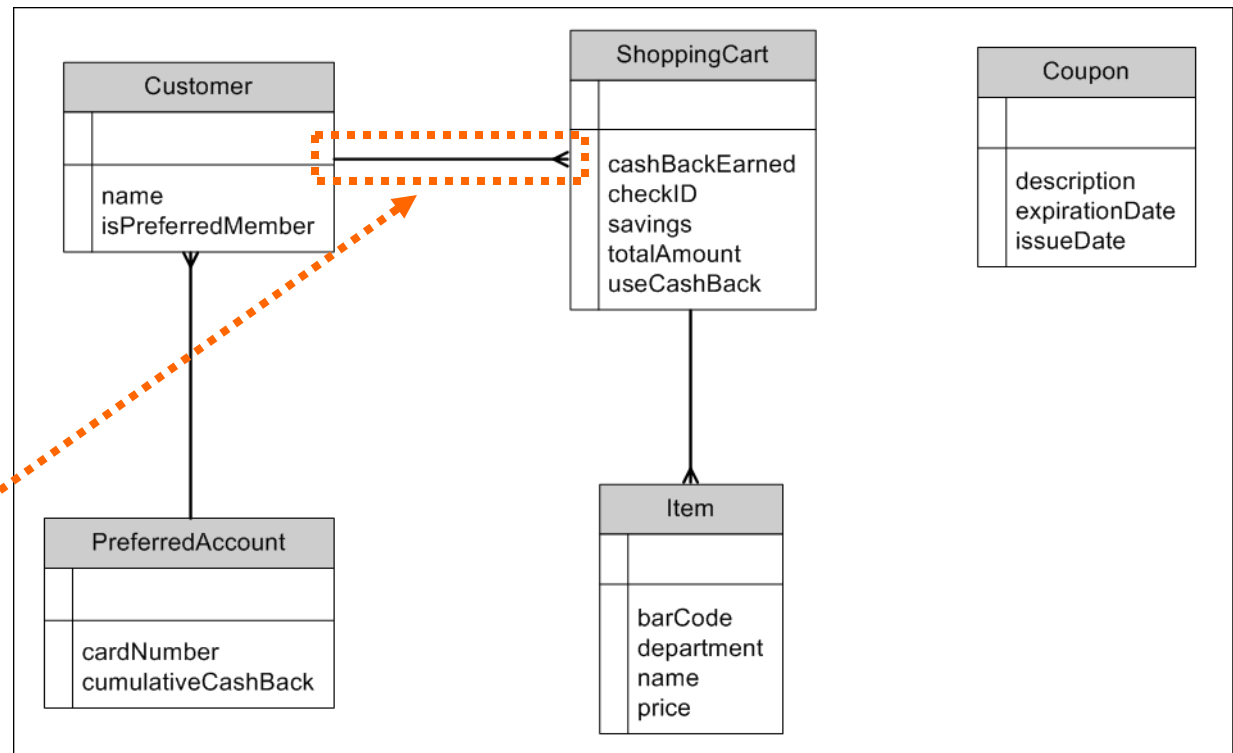 Customer
name
isPreferredMember
ShoppingCart
cashBackEarned
checkID
savings
totalAmount
useCashBack
Coupon
description
expirationDate
issueDate
PreferredAccount
cardNumber
cumulativeCashBack
Item
barCode
department
name
price